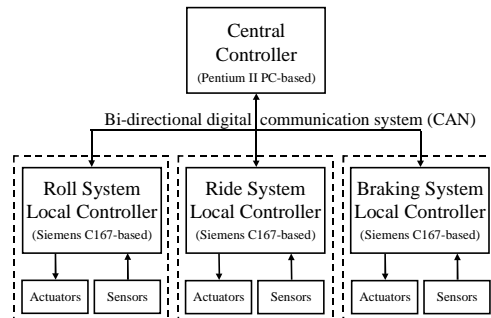 Central
Controller
(Pentium II PC-based)
Bi-directional digital communication system (CAN)
Roll System
Local Controller
(Siemens C167-based)
Ride System
Local Controller
(Siemens C167-based)
Braking System
Local Controller
(Siemens C167-based)
Actuators
Sensors
Actuators
Sensors
Actuators
Sensors